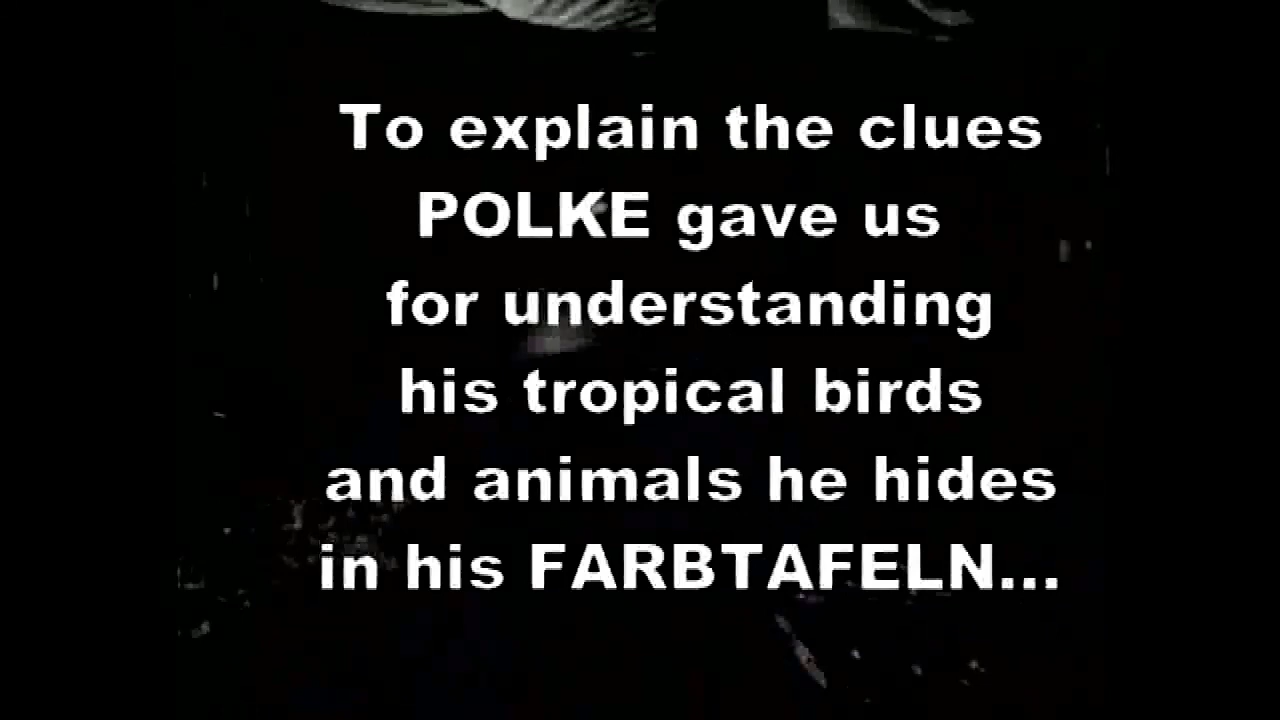 To explain the clues
POLKE gave us
for understanding
his tropical birds
and animals he hides
in his FARBTAFELN...